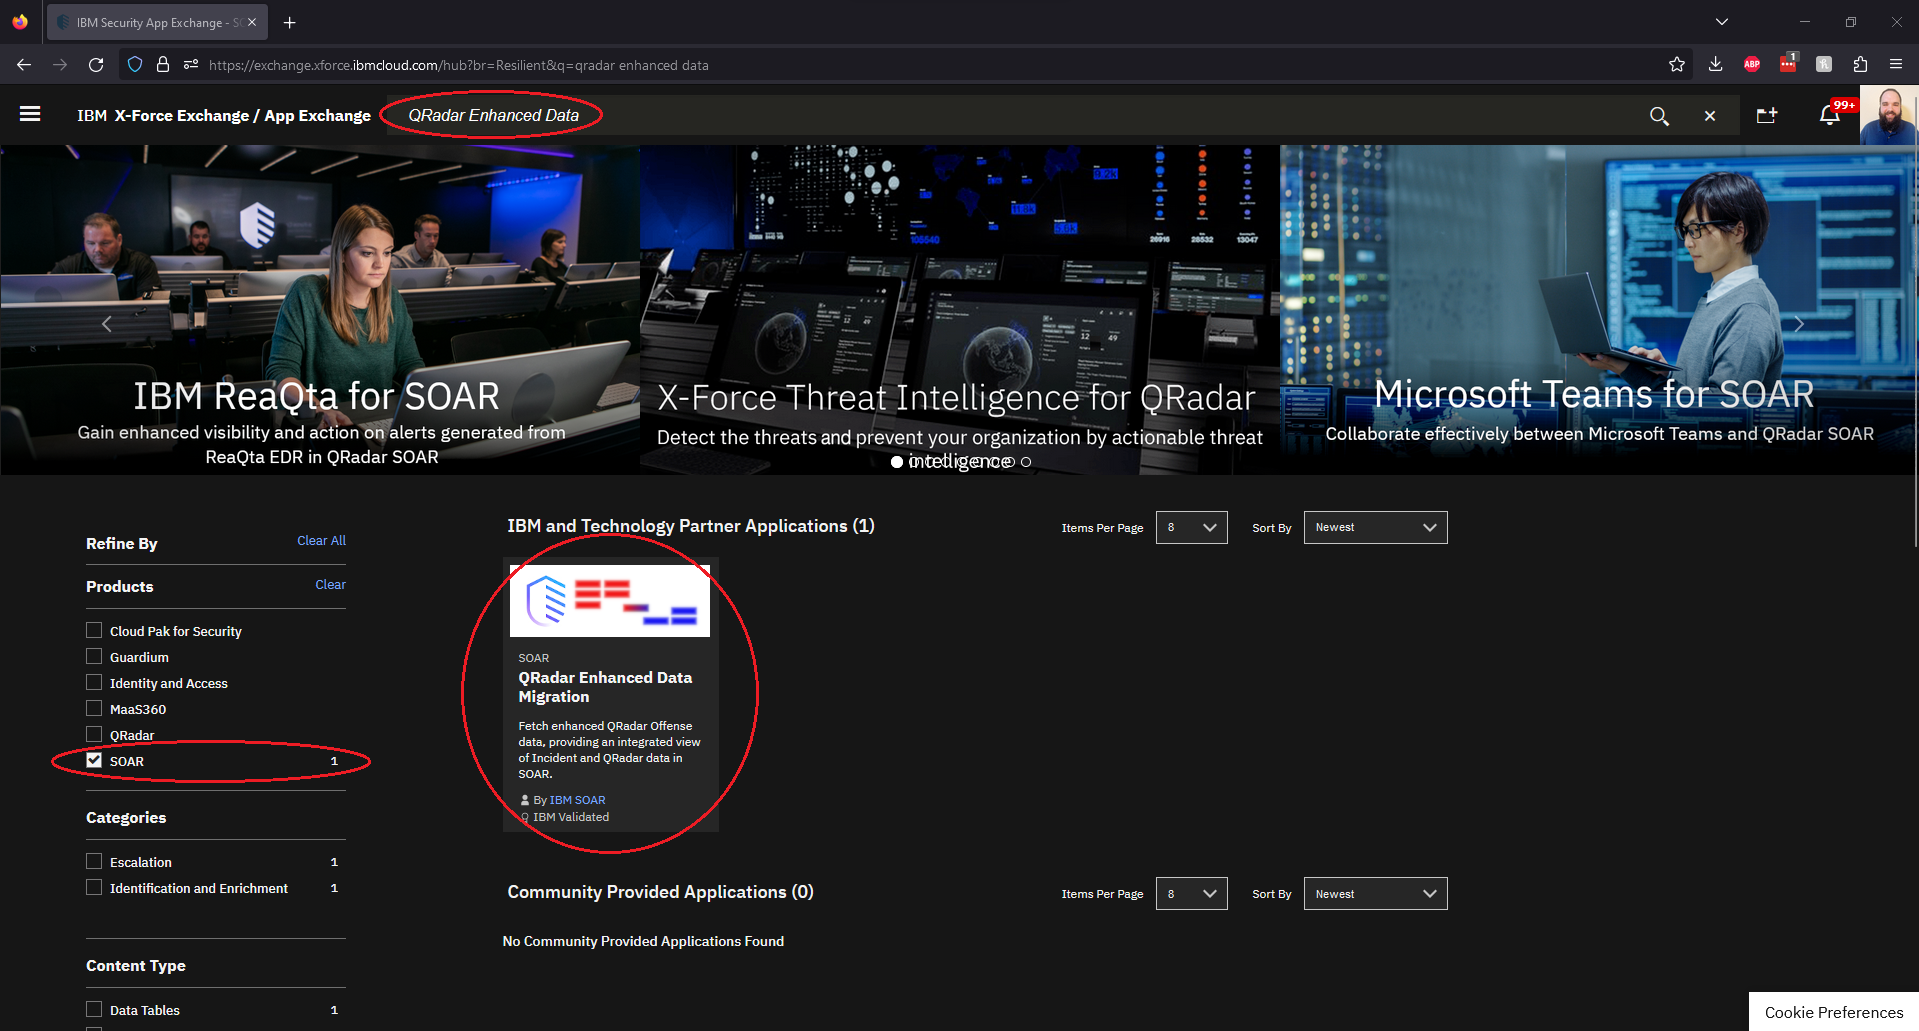 IBM Security App Exchange - SO
https://exchange.xforce.ibmcloud.com/hub?br=Resilient&q=qradar enhanced data
ABP
1
IBM X-Force Exchange / App Exchange
QRadar Enhanced Data
99+
IBM ReaQta for SOAR
Gain enhanced visibility and action on alerts generated from
ReaQta EDR in QRadar SOAR
105540
26916 28532 13047
X-Force Threat Intelligence for QRadar
Detect the threats and prevent your organization by actionable threat
intelligence
Microsoft Teams for SOAR
Collaborate effectively between Microsoft Teams and QRadar SOAR
Refine By
Clear All
Products
Clear
Cloud Pak for Security
Guardium
Identity and Access
MaaS360
QRadar
SOAR 1
Categories
Escalation 1
Identification and Enrichment 1
Content Type
Data Tables 1
IBM and Technology Partner Applications (1)
Items Per Page 8
Sort By Newest
SOAR
QRadar Enhanced Data
Migration
Fetch enhanced QRadar Offense
data, providing an integrated view
of Incident and QRadar data in
SOAR.
By IBM SOAR
IBM Validated
Community Provided Applications (0)
Items Per Page 8
Sort By Newest
No Community Provided Applications Found
Cookie Preferences